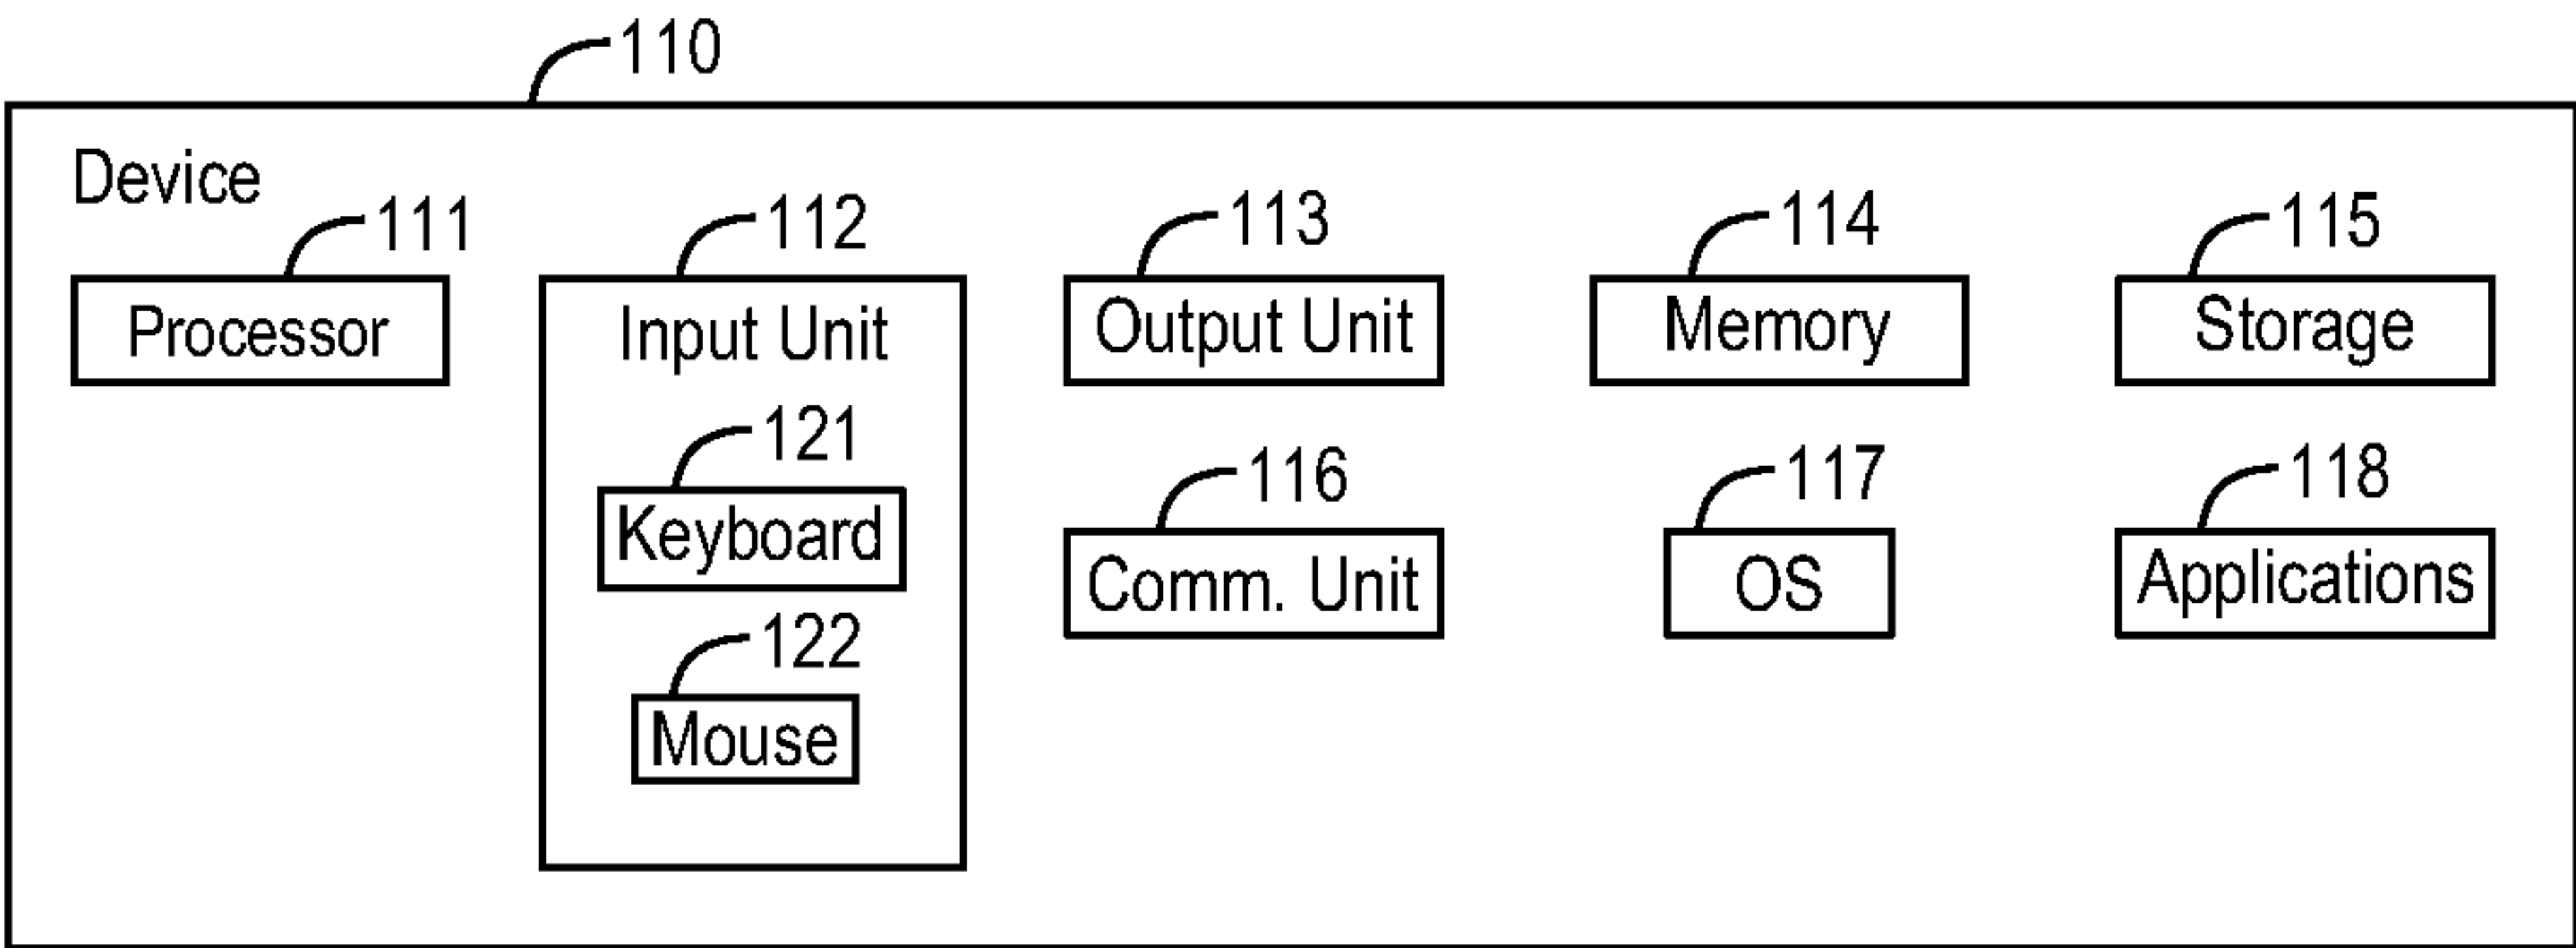 110
Device
111 112 113 114 115
Processor Input Unit Output Unit Memory Storage
121 116 117 118
Keyboard Comm. Unit OS Applications
122
Mouse